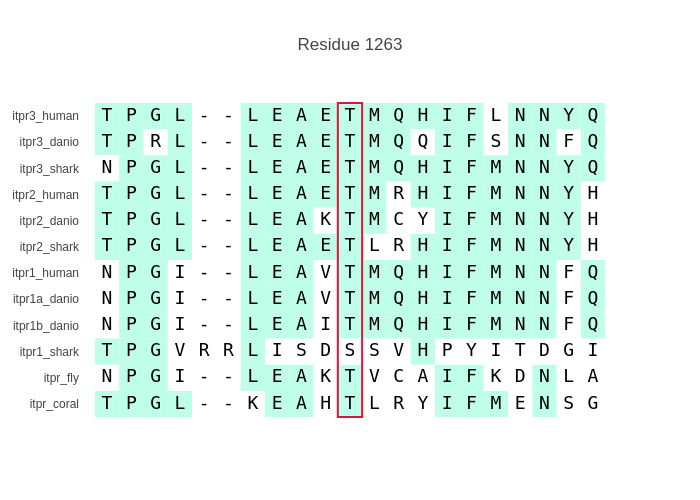 Residue 1263
itpr3_human T P G L - - L E A E T M Q H I F L N N Y Q
itpr3_danio T P R L - - L E A E T M Q Q I F S N N F Q
itpr3_shark N P G L - - L E A E T M Q H I F M N N Y Q
itpr2_human T P G L - - L E A E T M R H I F M N N Y H
itpr2_danio T P G L - - L E A K T M C Y I F M N N Y H
itpr2_shark T P G L - - L E A E T L R H I F M N N Y H
itpr1_human N P G I - - L E A V T M Q H I F M N N F Q
itpr1a_danio N P G I - - L E A V T M Q H I F M N N F Q
itpr1b_danio N P G I - - L E A I T M Q H I F M N N F Q
itpr1_shark T P G V R R L I S D S S V H P Y I T D G I
itpr_fly N P G I - - L E A K T V C A I F K D N L A
itpr_coral T P G L - - K E A H T L R Y I F M E N S G